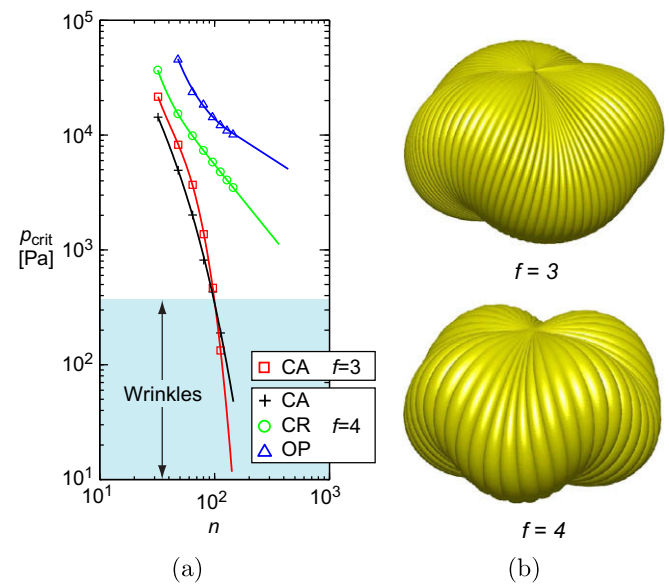 10^5
10^4
p_crit
[Pa]
10^3
10^2
10^1
Wrinkles
CA f=3
CA
CR f=4
OP
10^1 10^2 10^3
n
(a)
f = 3
f = 4
(b)